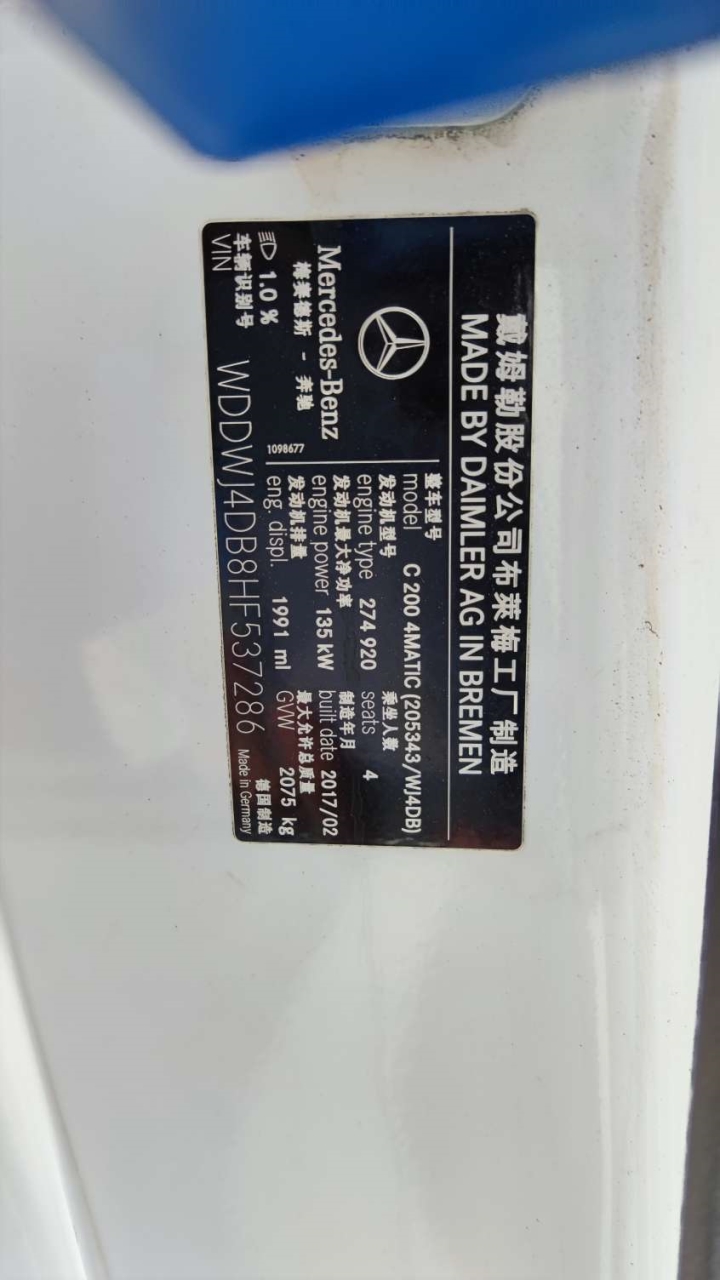 戴姆勒股份公司布莱梅工厂制造
MADE BY DAIMLER AG IN BREMEN
Mercedes-Benz
梅赛德斯 - 奔驰
1.0 %
1098677
整车型号
model C 200 4MATIC (205343/WJ4DB)
发动机型号 乘坐人数
engine type 274 920 seats 4
发动机最大净功率 制造年月
engine power 135 kW built date 2017/02
发动机排量 最大允许总质量
eng. displ. 1991 ml GVW 2075 kg
车辆识别号 德国制造
VIN WDDWJ4DB8HF537286 Made in Germany